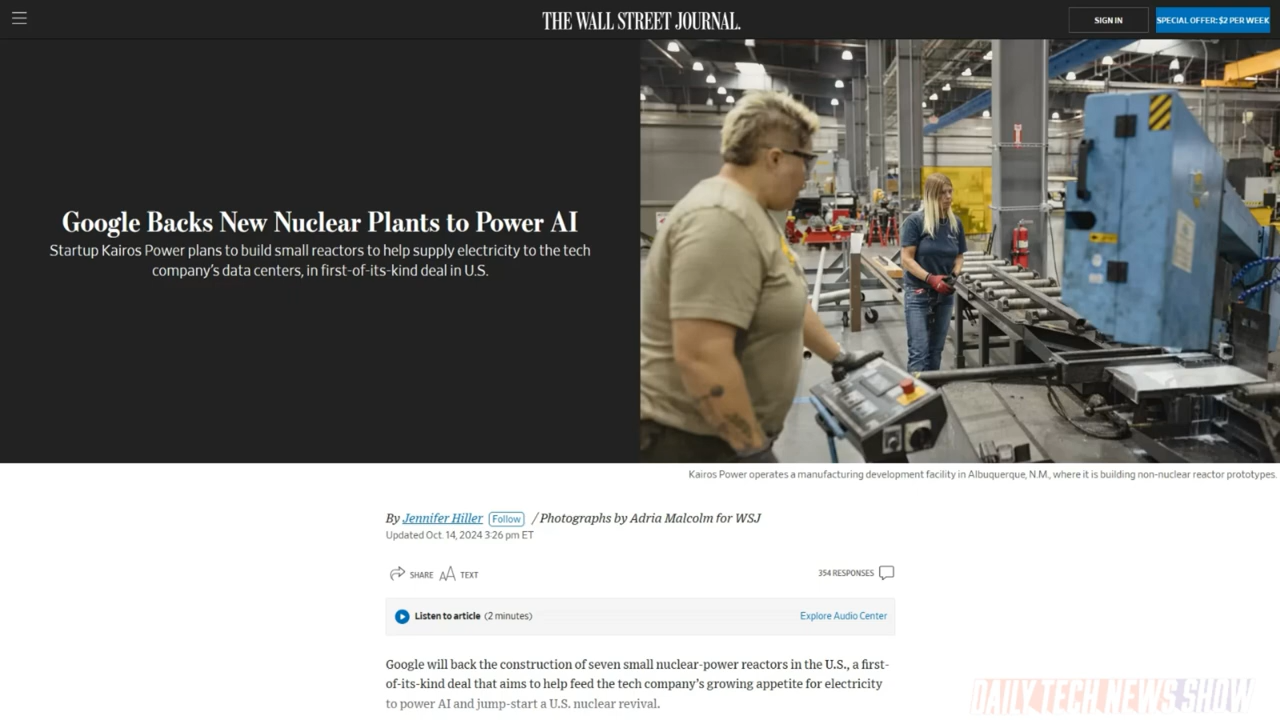 THE WALL STREET JOURNAL.
SIGN IN
SPECIAL OFFER: $2 PER WEEK
Google Backs New Nuclear Plants to Power AI
Startup Kairos Power plans to build small reactors to help supply electricity to the tech
company's data centers, in first-of-its-kind deal in U.S.
Kairos Power operates a manufacturing development facility in Albuquerque, N.M., where it is building non-nuclear reactor prototypes.
By Jennifer Hiller Follow / Photographs by Adria Malcolm for WSJ
Updated Oct. 14, 2024 3:26 pm ET
SHARE AA TEXT
354 RESPONSES
Listen to article (2 minutes)
Explore Audio Center
Google will back the construction of seven small nuclear-power reactors in the U.S., a first-
of-its-kind deal that aims to help feed the tech company's growing appetite for electricity
to power AI and jump-start a U.S. nuclear revival.
DAILY TECH NEWS SHOW